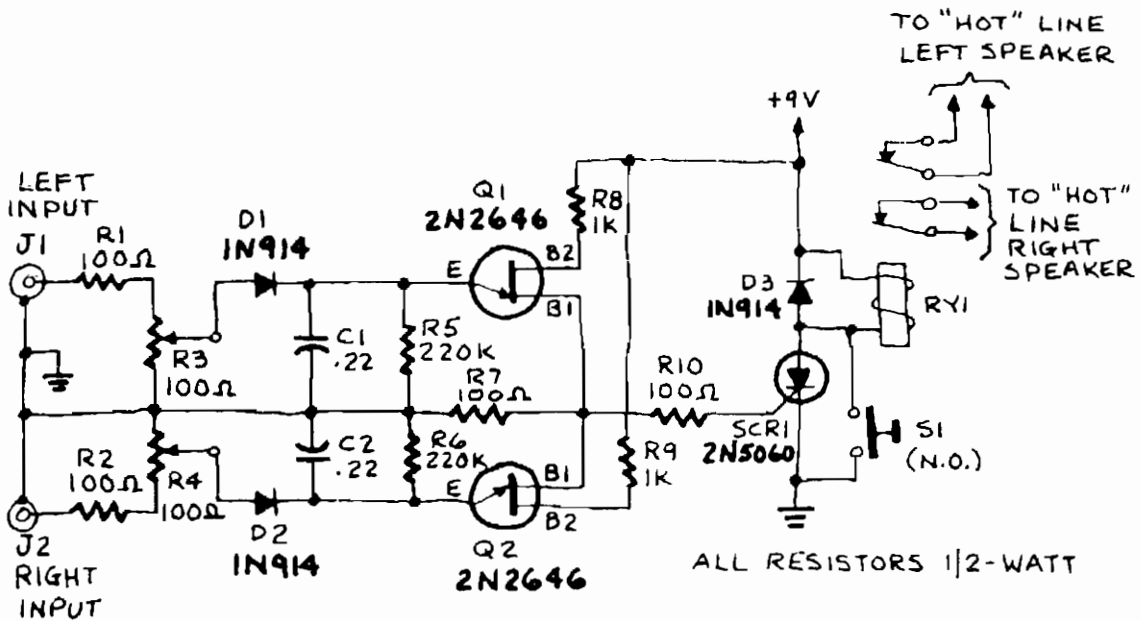 TO "HOT" LINE
LEFT SPEAKER
+9V
LEFT
INPUT
J1
R1
100Ω
D1
1N914
Q1
2N2646
R8
1K
B2
E
B1
TO "HOT"
LINE
RIGHT
SPEAKER
D3
1N914
RY1
R3
100Ω
C1
.22
R5
220K
R7
100Ω
R10
100Ω
SCR1
2N5060
S1
(N.O.)
R2
100Ω
R4
100Ω
C2
.22
R6
220K
R9
1K
E
B1
B2
J2
RIGHT
INPUT
D2
1N914
Q2
2N2646
ALL RESISTORS 1/2-WATT